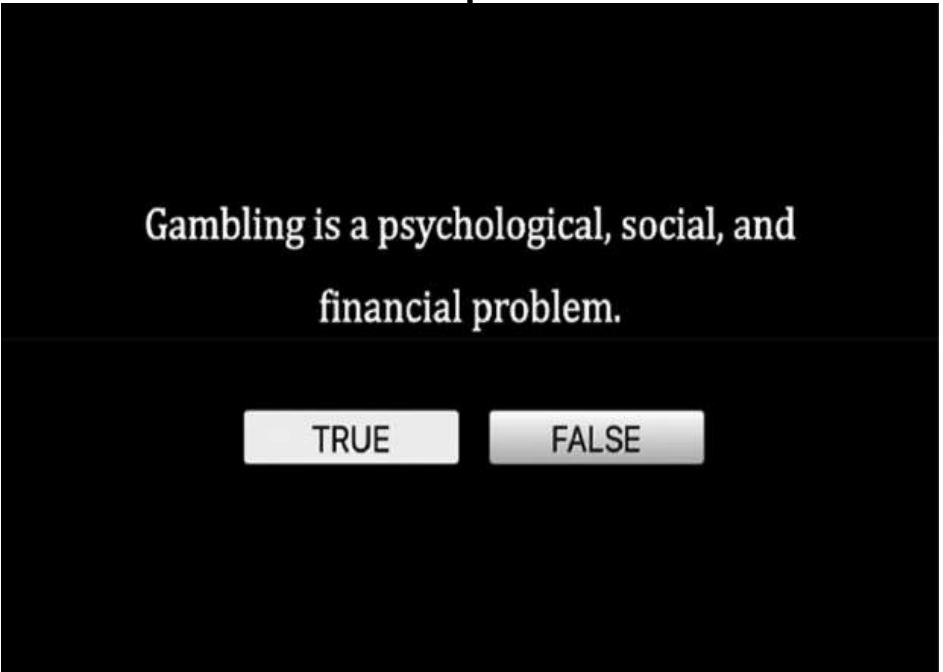 Gambling is a psychological, social, and
financial problem.
TRUE FALSE